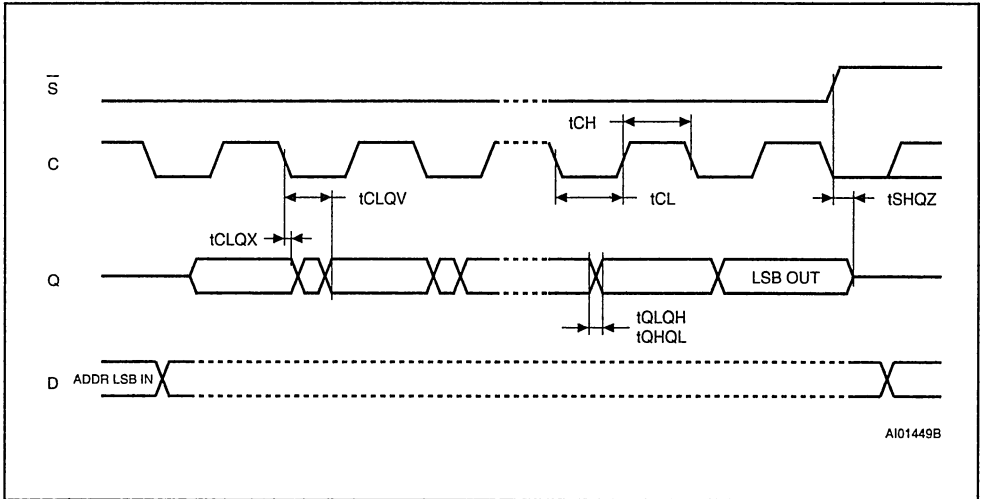 S̅
tCH
C
tCLQV
tCL
tSHQZ
tCLQX
Q
LSB OUT
tQLQH
tQHQL
D
ADDR LSB IN
AI01449B